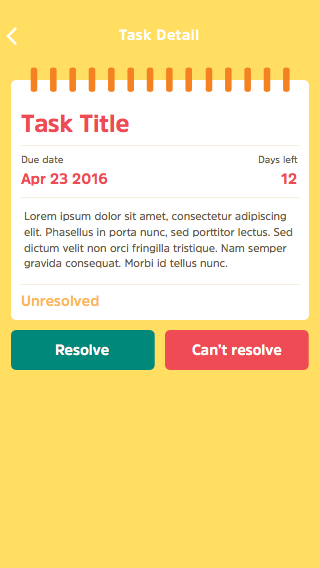 Task Detail
Task Title
Due date Days left
Apr 23 2016 12
Lorem ipsum dolor sit amet, consectetur adipiscing
elit. Phasellus in porta nunc, sed porttitor lectus. Sed
dictum velit non orci fringilla tristique. Nam semper
gravida consequat. Morbi id tellus nunc.
Unresolved
Resolve Can't resolve